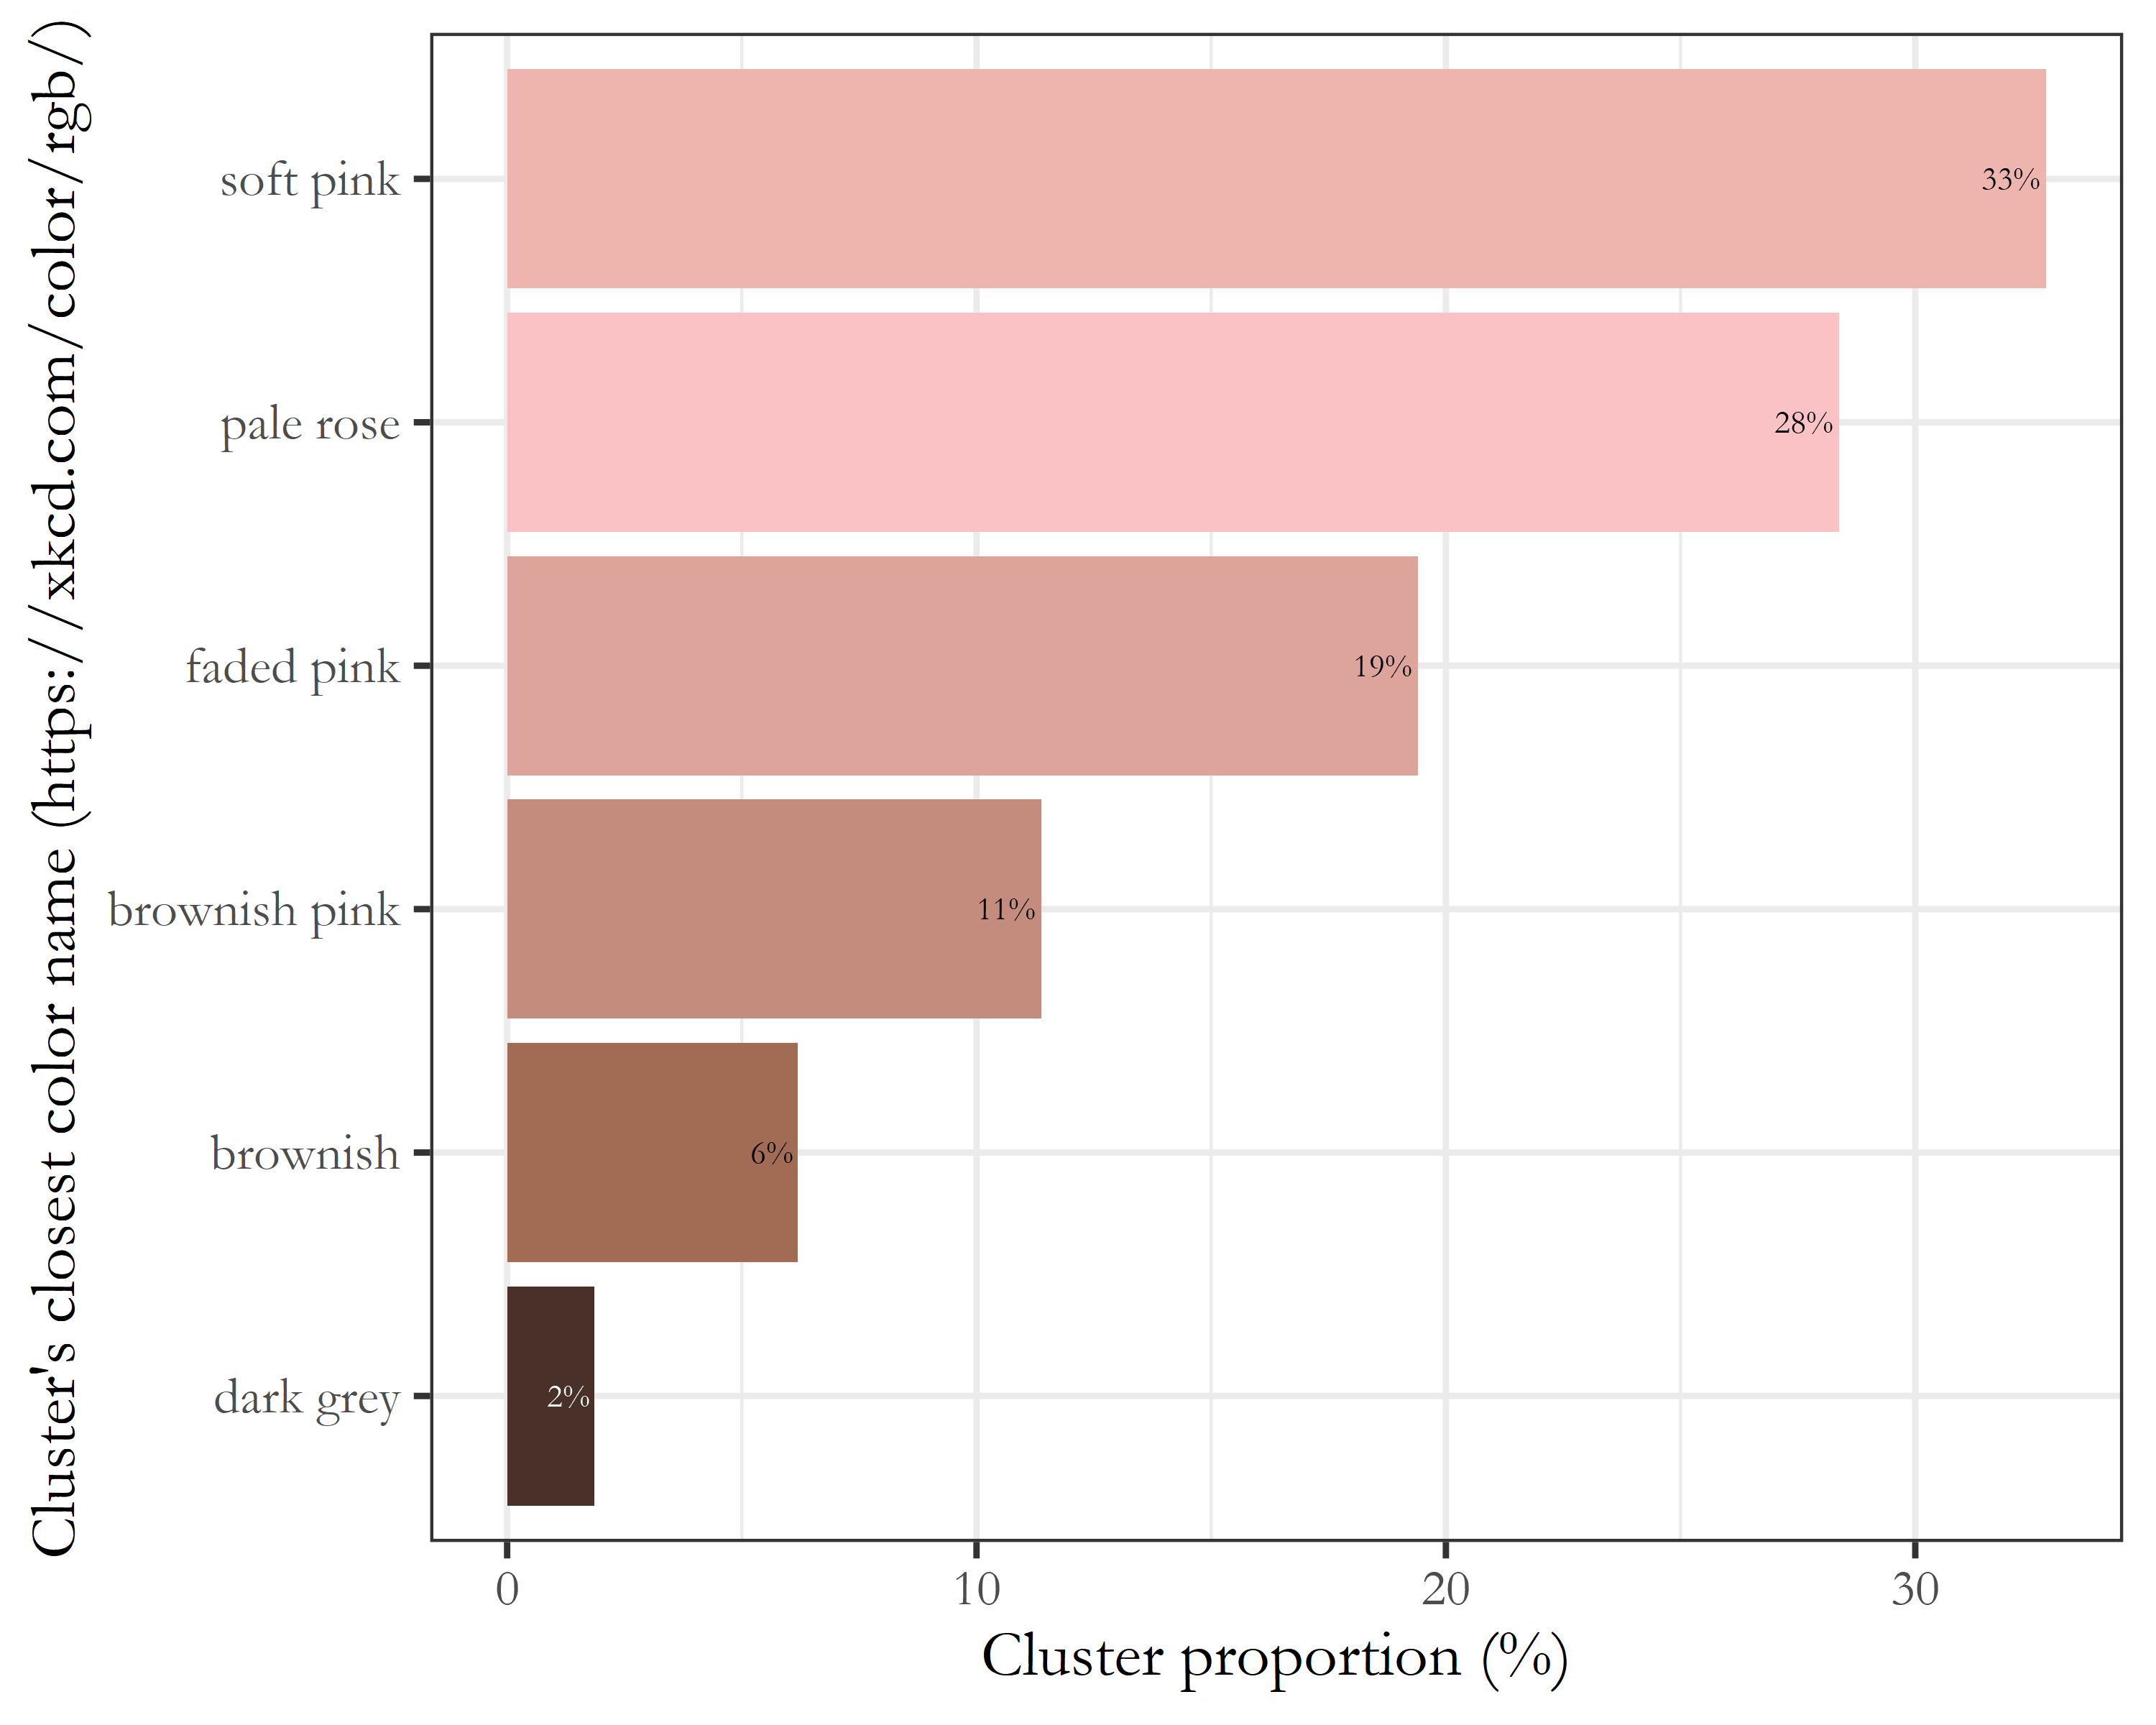 Cluster's closest color name (https://xkcd.com/color/rgb/)
soft pink
33%
pale rose
28%
faded pink
19%
brownish pink
11%
brownish
6%
dark grey
2%
0
10
20
30
Cluster proportion (%)